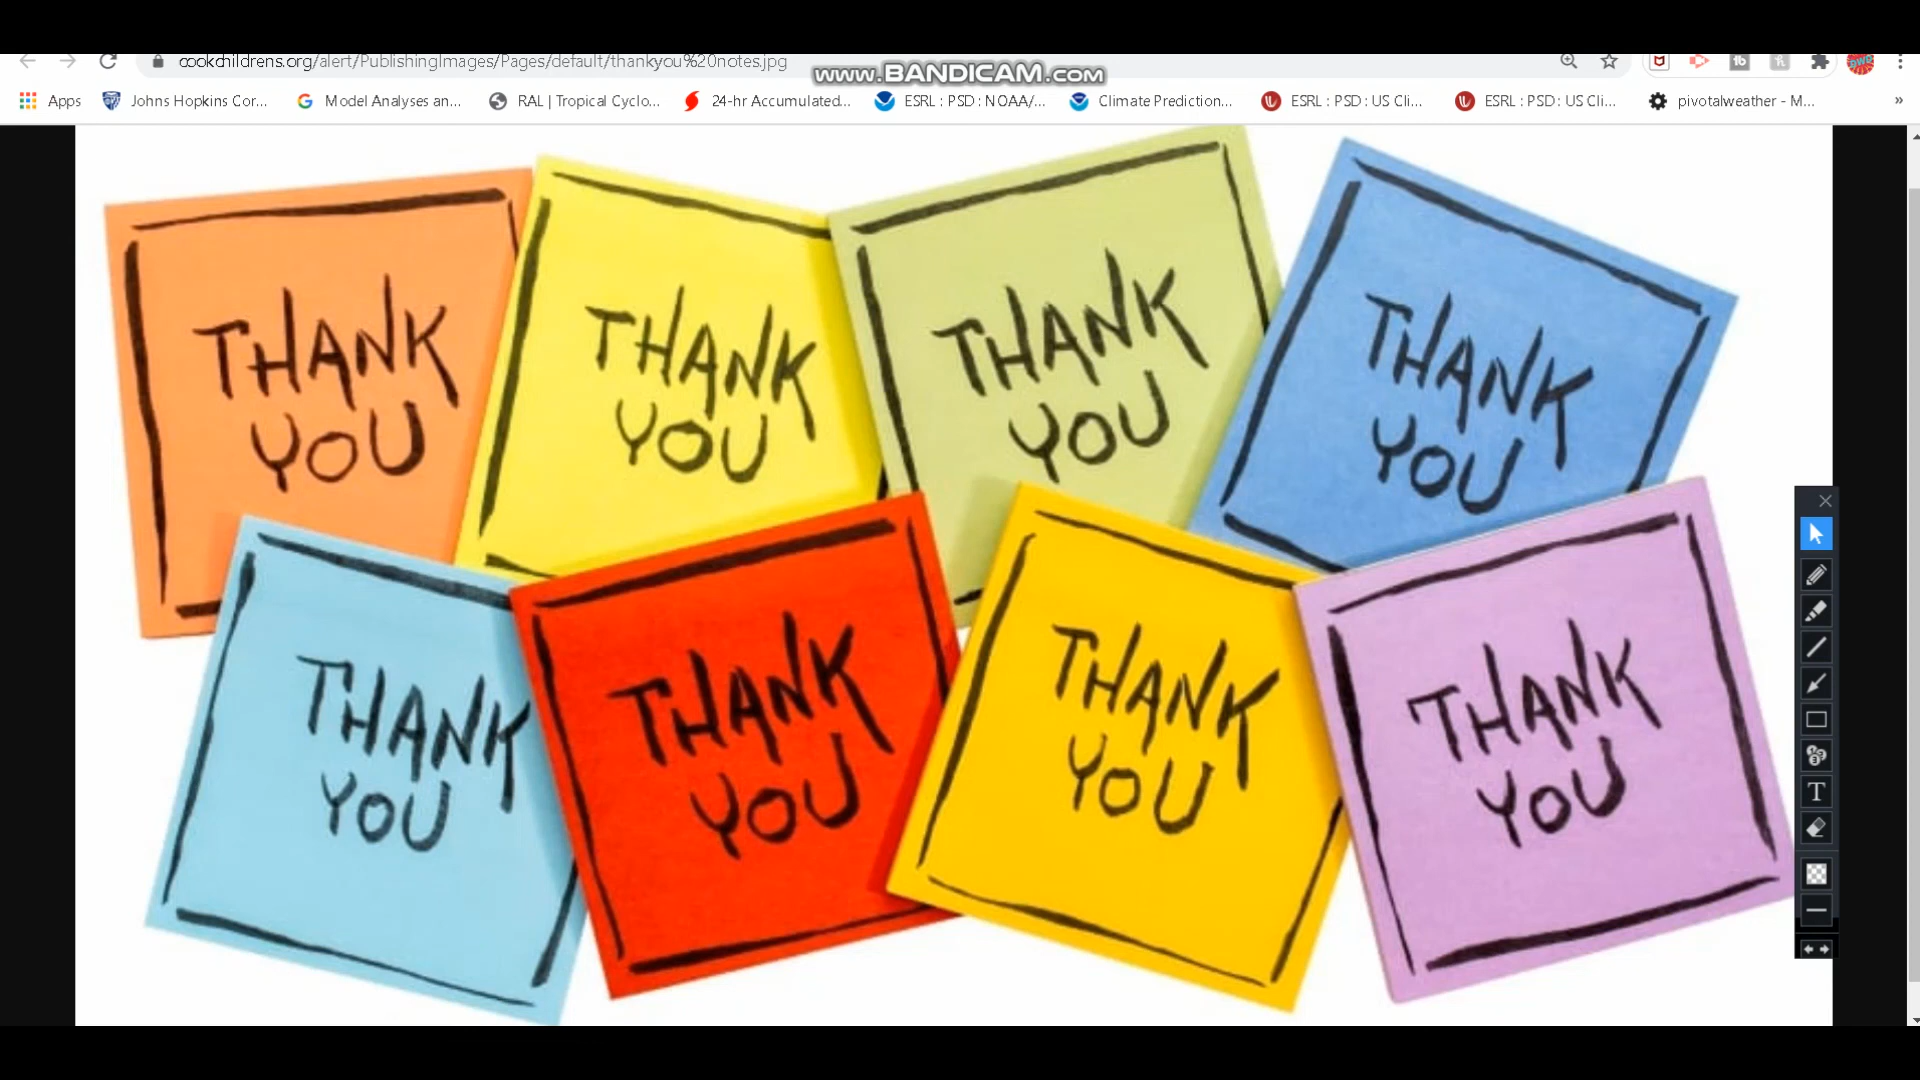 cookchildrens.org/alert/PublishingImages/Pages/default/thankyou%20notes.jpg
www.BANDICAM.com
Apps
Johns Hopkins Cor...
Model Analyses an...
RAL | Tropical Cyclo...
24-hr Accumulated...
ESRL : PSD : NOAA/...
Climate Prediction...
ESRL : PSD : US Cli...
ESRL : PSD : US Cli...
pivotalweather - M...
»
THANK
YOU
THANK
YOU
THANK
YOU
THANK
YOU
THANK
YOU
THANK
YOU
THANK
YOU
THANK
YOU
T